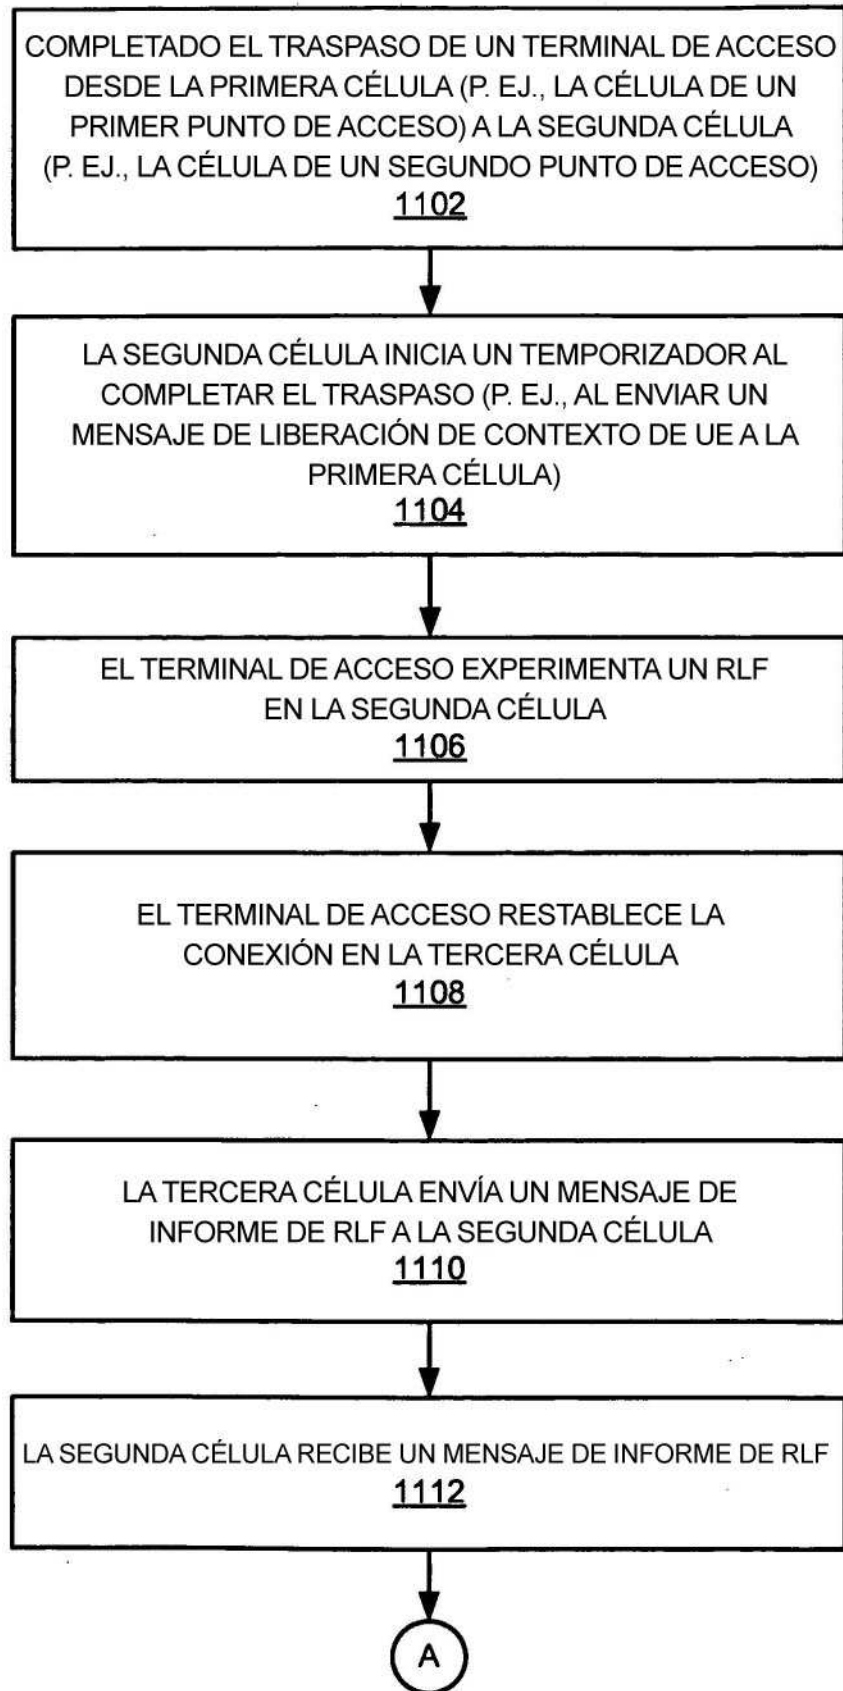 COMPLETADO EL TRASPASO DE UN TERMINAL DE ACCESO
DESDE LA PRIMERA CÉLULA (P. EJ., LA CÉLULA DE UN
PRIMER PUNTO DE ACCESO) A LA SEGUNDA CÉLULA
(P. EJ., LA CÉLULA DE UN SEGUNDO PUNTO DE ACCESO)
1102
LA SEGUNDA CÉLULA INICIA UN TEMPORIZADOR AL
COMPLETAR EL TRASPASO (P. EJ., AL ENVIAR UN
MENSAJE DE LIBERACIÓN DE CONTEXTO DE UE A LA
PRIMERA CÉLULA)
1104
EL TERMINAL DE ACCESO EXPERIMENTA UN RLF
EN LA SEGUNDA CÉLULA
1106
EL TERMINAL DE ACCESO RESTABLECE LA
CONEXIÓN EN LA TERCERA CÉLULA
1108
LA TERCERA CÉLULA ENVÍA UN MENSAJE DE
INFORME DE RLF A LA SEGUNDA CÉLULA
1110
LA SEGUNDA CÉLULA RECIBE UN MENSAJE DE INFORME DE RLF
1112
A